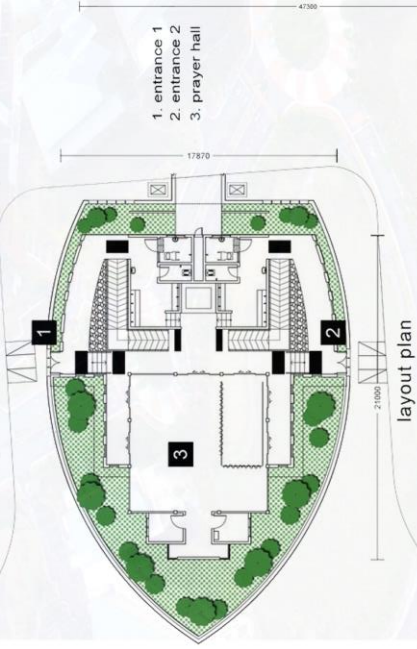 47300
1. entrance 1
2. entrance 2
3. prayer hall
17870
1
2
3
21000
layout plan